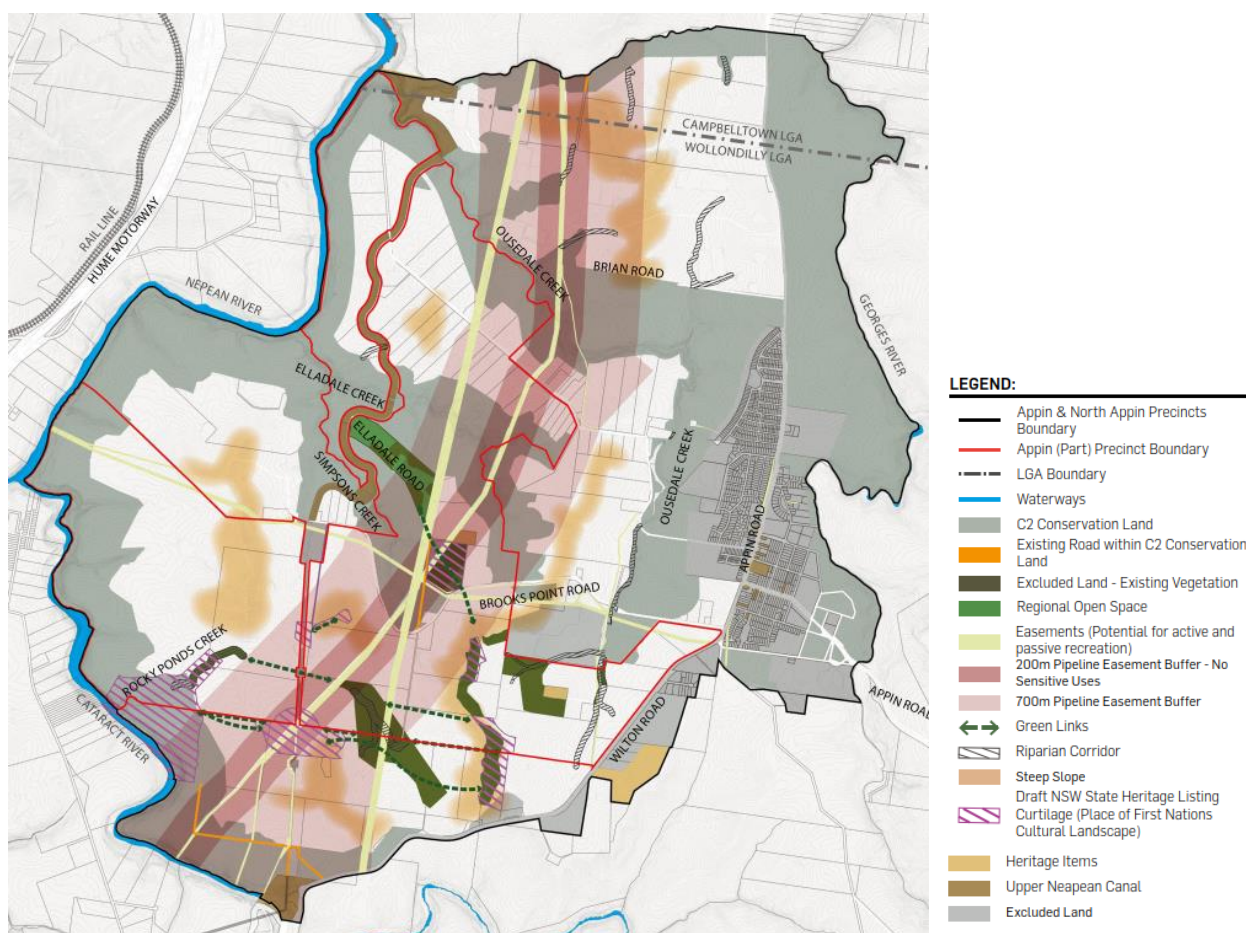 CAMPBELLTOWN LGA
WOLLONDILLY LGA
RAIL LINE
HUME MOTORWAY
NEPEAN RIVER
OUSEDALE CREEK
BRIAN ROAD
GEORGES RIVER
ELLADALE CREEK
ELLADALE ROAD
SIMPSONS CREEK
OUSEDALE CREEK
APPIN ROAD
BROOKS POINT ROAD
ROCKY PONDS CREEK
CATARACT RIVER
WILTON ROAD
APPIN ROAD
LEGEND:
Appin & North Appin Precincts
Boundary
Appin (Part) Precinct Boundary
LGA Boundary
Waterways
C2 Conservation Land
Existing Road within C2 Conservation
Land
Excluded Land - Existing Vegetation
Regional Open Space
Easements (Potential for active and
passive recreation)
200m Pipeline Easement Buffer - No
Sensitive Uses
700m Pipeline Easement Buffer
Green Links
Riparian Corridor
Steep Slope
Draft NSW State Heritage Listing
Curtilage (Place of First Nations
Cultural Landscape)
Heritage Items
Upper Neapean Canal
Excluded Land